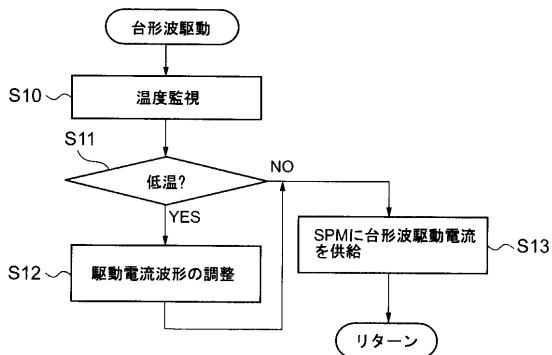 台形波駆動
S10
温度監視
S11
低温?
NO
YES
S12
駆動電流波形の調整
SPMに台形波駆動電流
を供給
S13
リターン